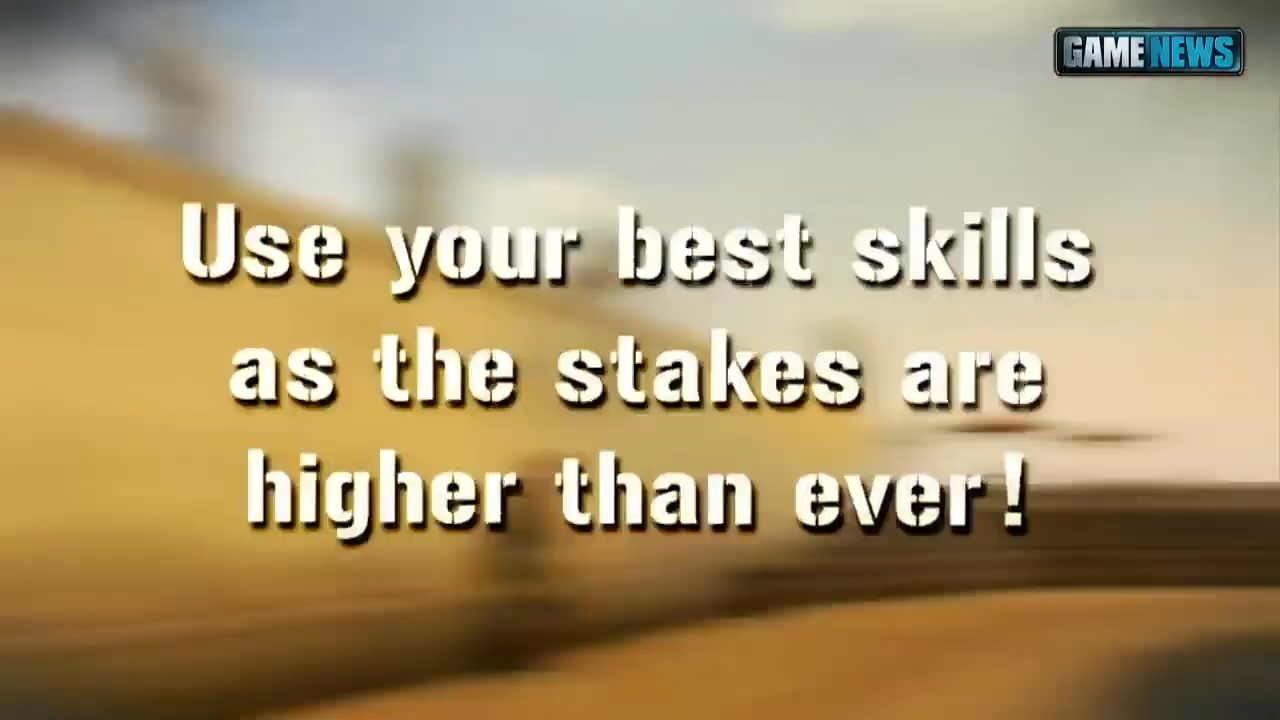 GAME NEWS
Use your best skills
as the stakes are
higher than ever!